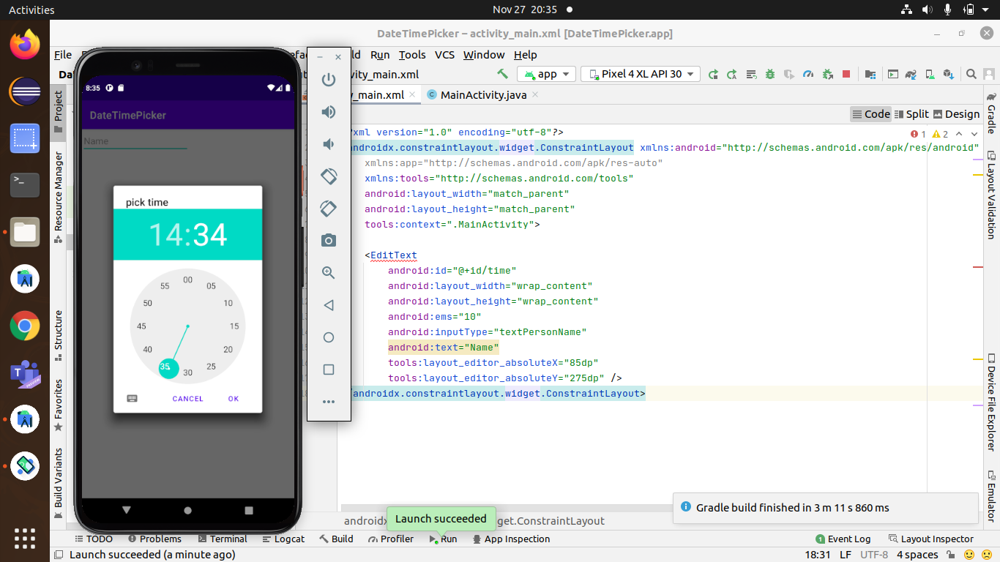 Activities
Nov 27 20:35
DateTimePicker – activity_main.xml [DateTimePicker.app]
File
Run Tools VCS Window Help
app
Pixel 4 XL API 30
vity_main.xml
y_main.xml
MainActivity.java
Code Split Design
1 2
?xml version="1.0" encoding="utf-8"?>
androidx.constraintlayout.widget.ConstraintLayout xmlns:android="http://schemas.android.com/apk/res/android"
xmlns:app="http://schemas.android.com/apk/res-auto"
xmlns:tools="http://schemas.android.com/tools"
android:layout_width="match_parent"
android:layout_height="match_parent"
tools:context=".MainActivity">
<EditText
android:id="@+id/time"
android:layout_width="wrap_content"
android:layout_height="wrap_content"
android:ems="10"
android:inputType="textPersonName"
android:text="Name"
tools:layout_editor_absoluteX="85dp"
tools:layout_editor_absoluteY="275dp" />
androidx.constraintlayout.widget.ConstraintLayout>
8:35
DateTimePicker
Name
pick time
14:34
00
55 05
50 10
45 15
40 20
35 25
30
CANCEL OK
Project
Resource Manager
Structure
Favorites
Build Variants
Gradle
Layout Validation
Device File Explorer
Emulator
Gradle build finished in 3 m 11 s 860 ms
Launch succeeded
androidx
get.ConstraintLayout
TODO Problems Terminal Logcat Build Profiler Run App Inspection
1 Event Log Layout Inspector
Launch succeeded (a minute ago)
18:31 LF UTF-8 4 spaces